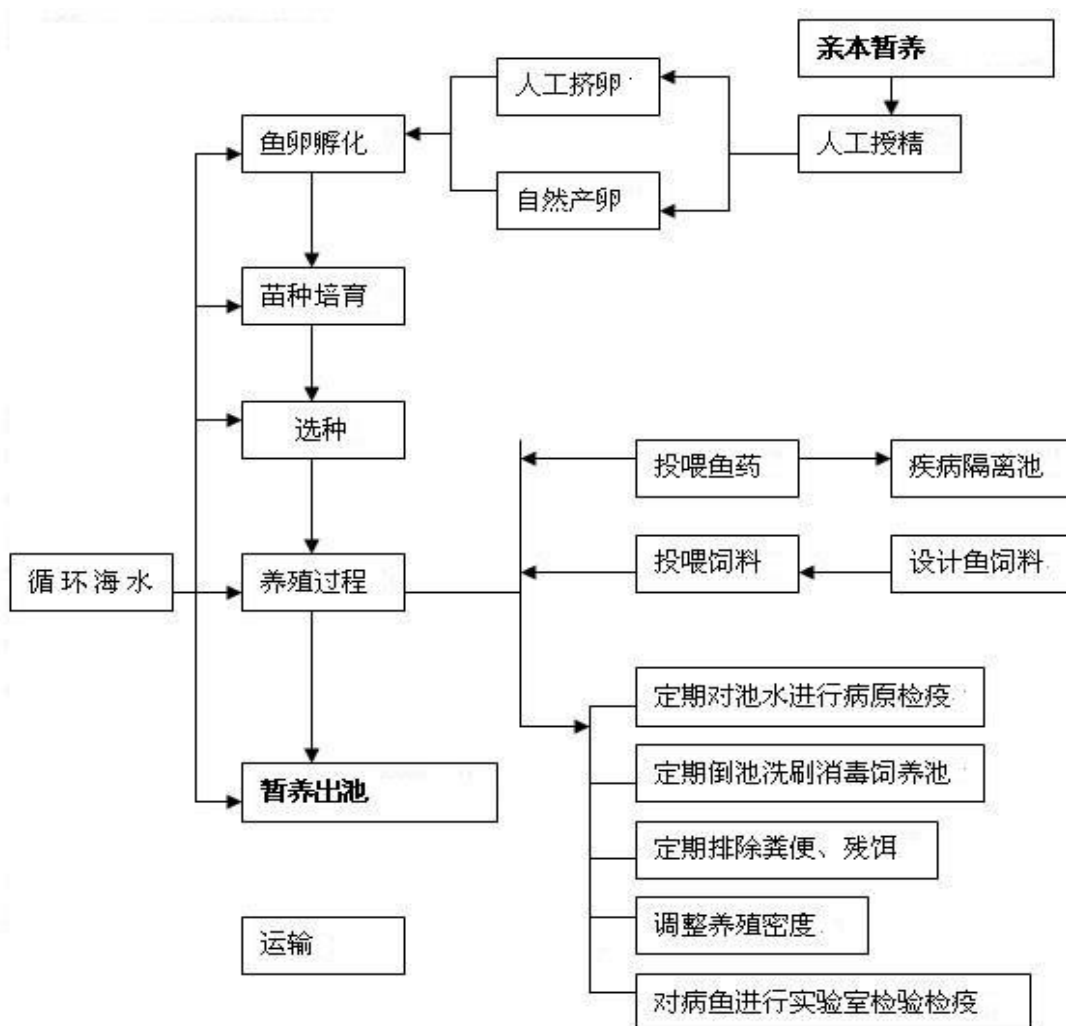 亲本暂养
人工挤卵
鱼卵孵化
人工授精
自然产卵
苗种培育
选种
投喂鱼药
疾病隔离池
循环海水
养殖过程
投喂饲料
设计鱼饲料
定期对池水进行病原检疫
定期倒池洗刷消毒饲养池
暂养出池
定期排除粪便、残饵
调整养殖密度
运输
对病鱼进行实验室检验检疫